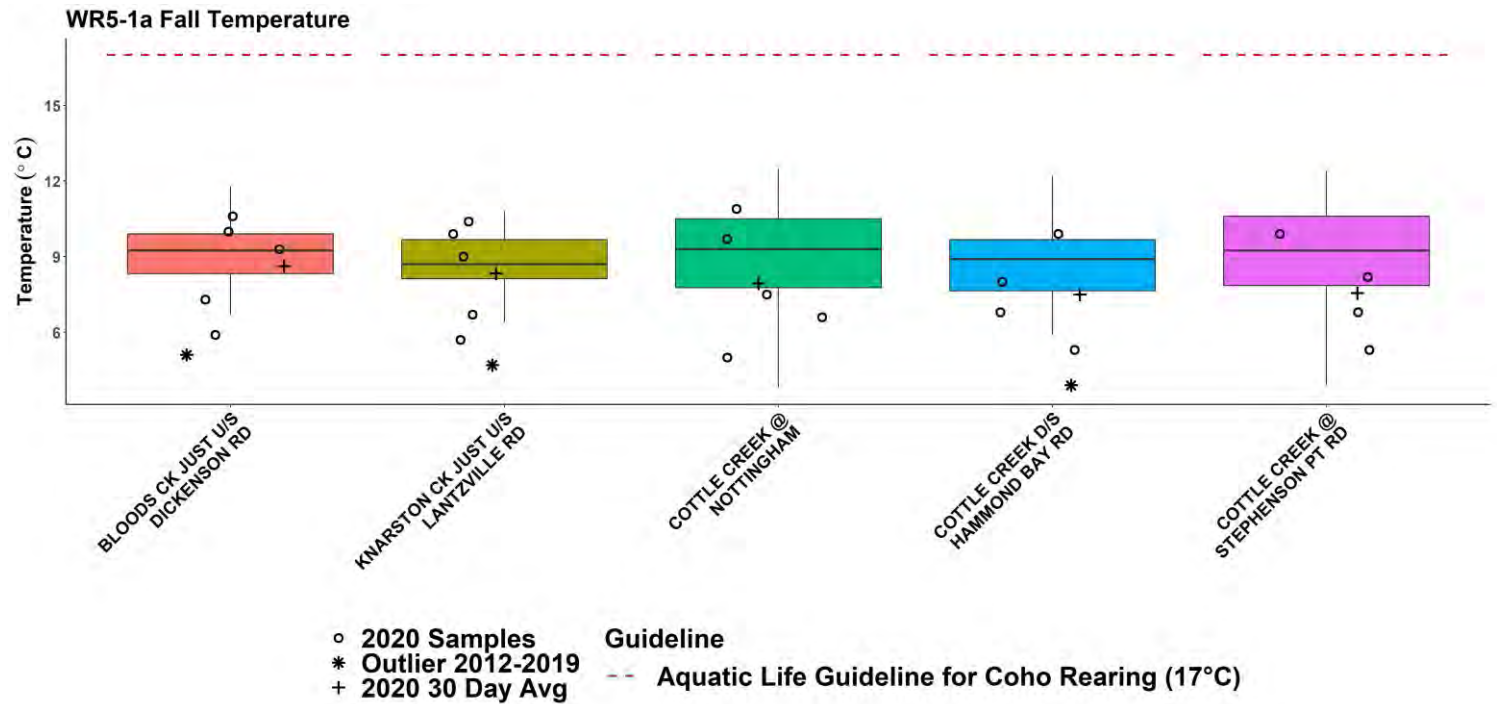 WR5-1a Fall Temperature
Temperature (° C)
15
12
9
6
BLOODS CK JUST U/S
DICKENSON RD
KNARSTON CK JUST U/S
LANTZVILLE RD
COTTLE CREEK @
NOTTINGHAM
COTTLE CREEK D/S
HAMMOND BAY RD
COTTLE CREEK @
STEPHENSON PT RD
2020 Samples
Outlier 2012-2019
2020 30 Day Avg
Guideline
Aquatic Life Guideline for Coho Rearing (17°C)